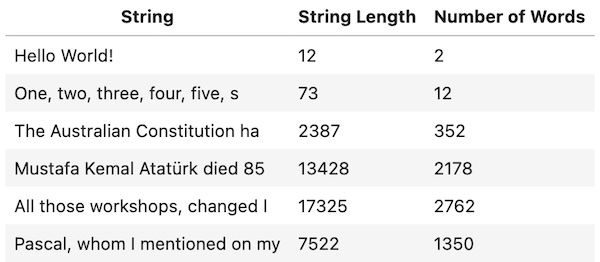 String String Length Number of Words
Hello World! 12 2
One, two, three, four, five, s 73 12
The Australian Constitution ha 2387 352
Mustafa Kemal Atatürk died 85 13428 2178
All those workshops, changed I 17325 2762
Pascal, whom I mentioned on my 7522 1350